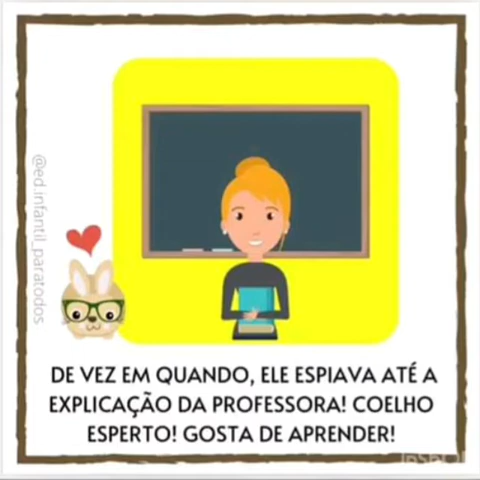 @ed.infantil_paratodos
DE VEZ EM QUANDO, ELE ESPIAVA ATÉ A
EXPLICAÇÃO DA PROFESSORA! COELHO
ESPERTO! GOSTA DE APRENDER!